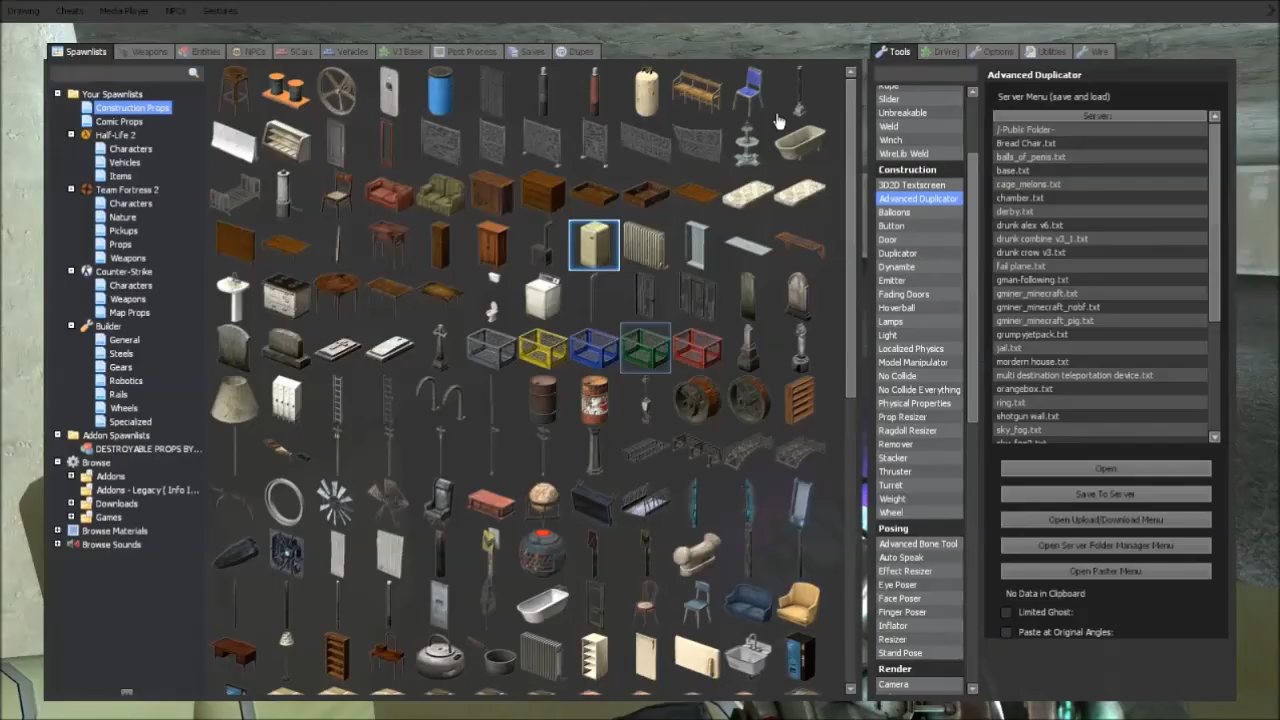 Drawing Cheats Media Player NPCs Gestures
Spawnlists Weapons Entities NPCs SCars Vehicles VJ Base Post Process Saves Dupes
Your Spawnlists
Construction Props
Comic Props
Half-Life 2
Characters
Vehicles
Items
Team Fortress 2
Characters
Nature
Pickups
Props
Weapons
Counter-Strike
Characters
Weapons
Map Props
Builder
General
Steels
Gears
Robotics
Rails
Wheels
Specialized
Addon Spawnlists
DESTROYABLE PROPS BY...
Browse
Addons
Addons - Legacy ( Info I...
Downloads
Games
Browse Materials
Browse Sounds
Tools DrVrej Options Utilities Wire
Rope
Slider
Unbreakable
Weld
Winch
WireLib Weld
Construction
3D2D Textscreen
Advanced Duplicator
Balloons
Button
Door
Duplicator
Dynamite
Emitter
Fading Doors
Hoverball
Lamps
Light
Localized Physics
Model Manipulator
No Collide
No Collide Everything
Physical Properties
Prop Resizer
Ragdoll Resizer
Remover
Stacker
Thruster
Turret
Weight
Wheel
Posing
Advanced Bone Tool
Auto Speak
Effect Resizer
Eye Poser
Face Poser
Finger Poser
Inflator
Resizer
Stand Pose
Render
Camera
Advanced Duplicator
Server Menu (save and load)
Server:
/-Public Folder-
Bread Chair.txt
balls_of_penis.txt
base.txt
cage_melons.txt
chamber.txt
derby.txt
drunk alex v6.txt
drunk combine v3_1.txt
drunk crow v3.txt
fail plane.txt
gman-following.txt
gminer_minecraft.txt
gminer_minecraft_nobf.txt
gminer_minecraft_pig.txt
grumpyjetpack.txt
jail.txt
mordern house.txt
multi destination teleportation device.txt
orangebox.txt
ring.txt
shotgun wall.txt
sky_fog.txt
sky_fog2.txt
Open
Save To Server
Open Upload/Download Menu
Open Server Folder Manager Menu
Open Paster Menu
No Data in Clipboard
Limited Ghost:
Paste at Original Angles: